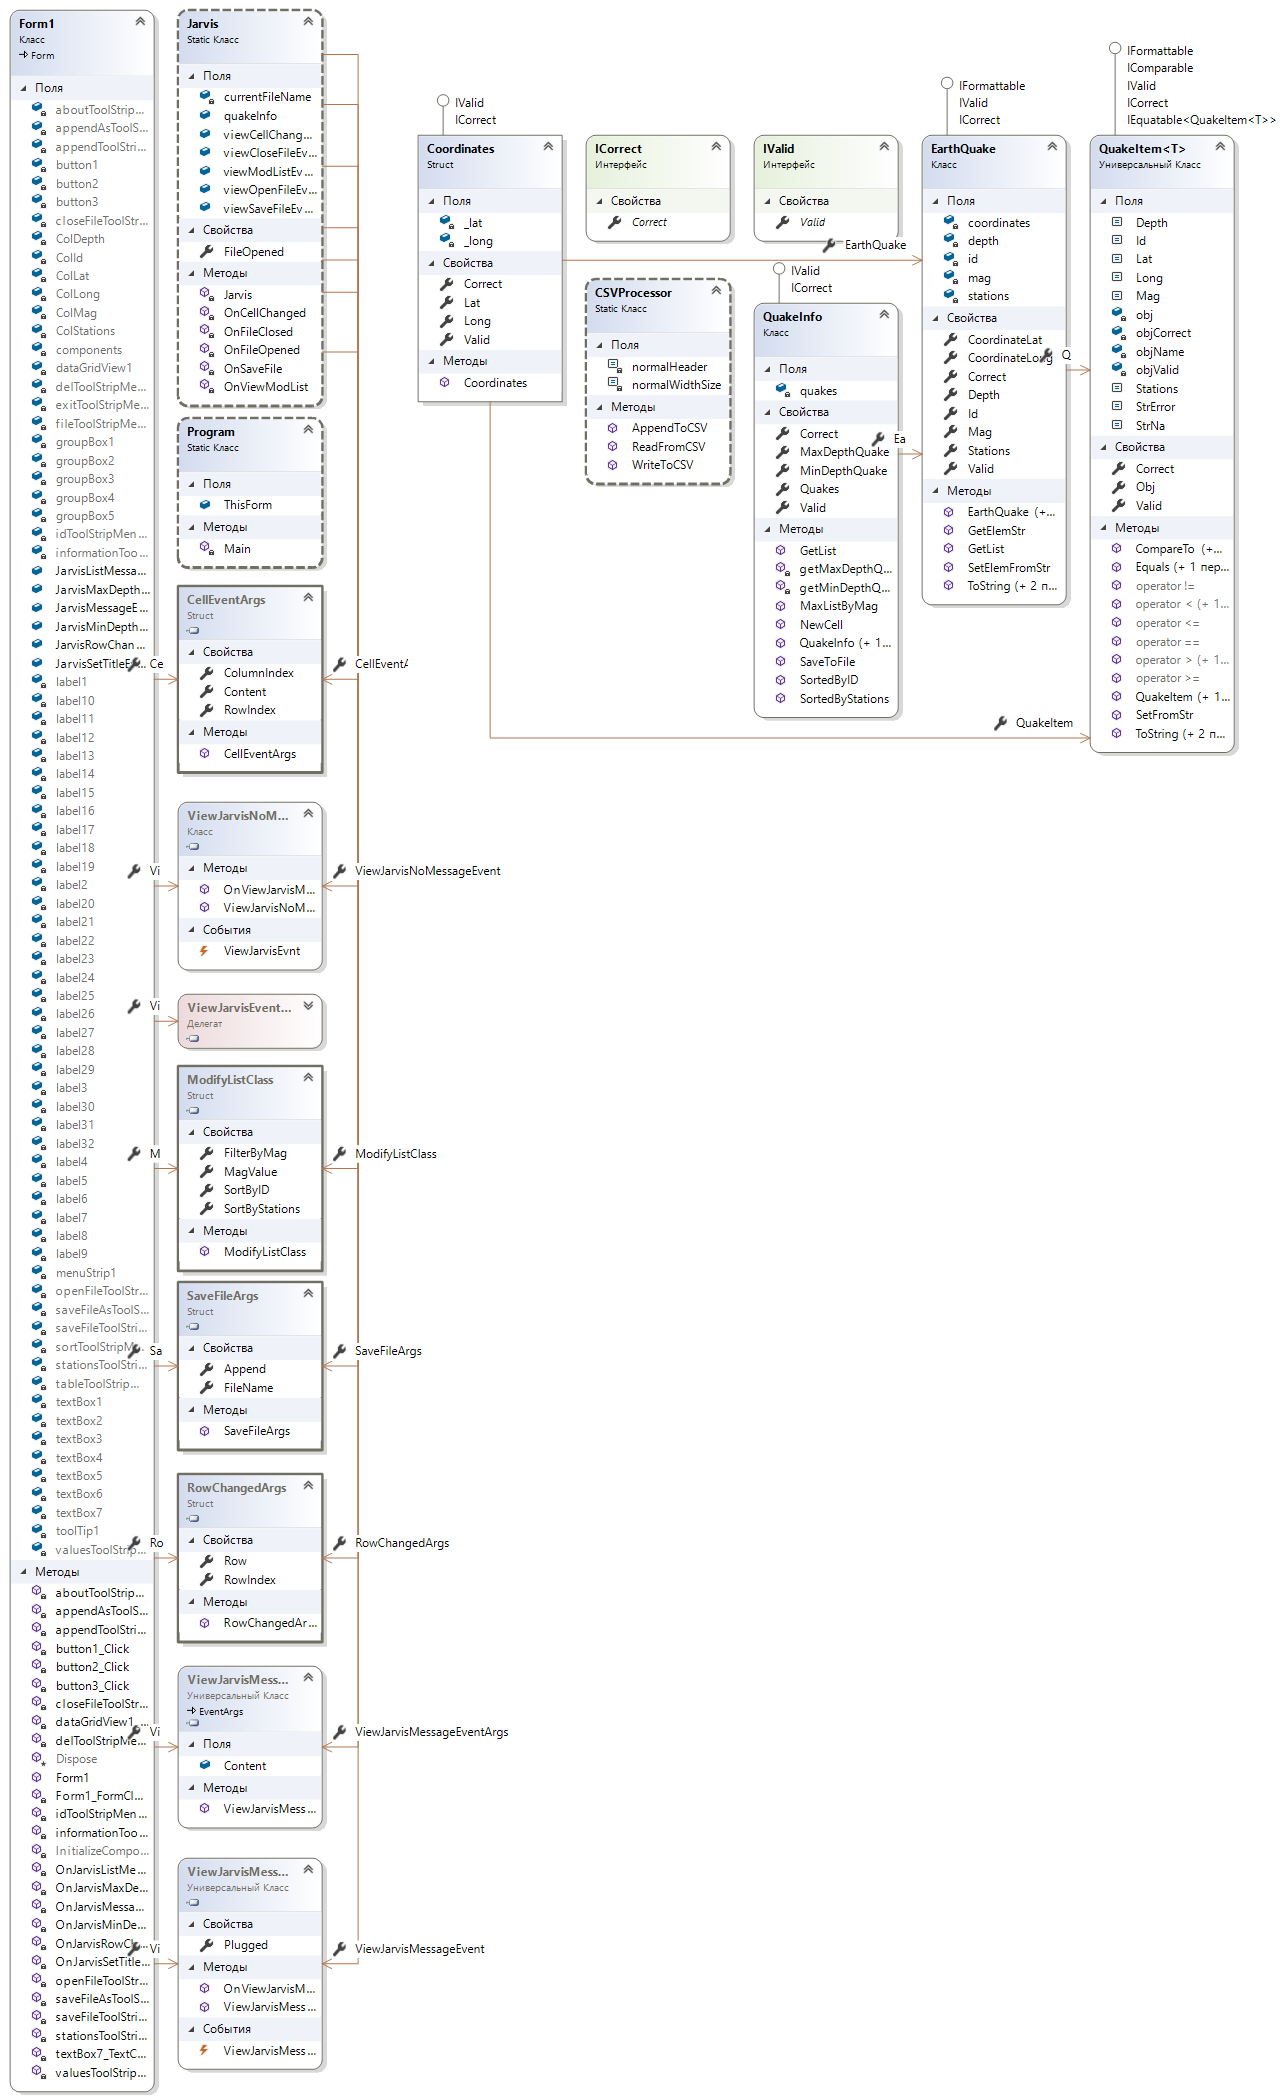 Form1
Класс
Form
Поля
aboutToolStrip...
appendAsToolS...
appendToolStri...
button1
button2
button3
closeFileToolStr...
ColDepth
ColId
ColLat
ColLong
ColMag
ColStations
components
dataGridView1
delToolStripMe...
exitToolStripMe...
fileToolStripMe...
groupBox1
groupBox2
groupBox3
groupBox4
groupBox5
idToolStripMen...
informationToo...
JarvisListMessa...
JarvisMaxDepth...
JarvisMessageE...
JarvisMinDepth...
JarvisRowChan...
JarvisSetTitleE...
label1
label10
label11
label12
label13
label14
label15
label16
label17
label18
label19
label2
label20
label21
label22
label23
label24
label25
label26
label27
label28
label29
label3
label30
label31
label32
label4
label5
label6
label7
label8
label9
menuStrip1
openFileToolStr...
saveFileAsToolS...
saveFileToolStri...
sortToolStripM...
stationsToolStri...
tableToolStrip...
textBox1
textBox2
textBox3
textBox4
textBox5
textBox6
textBox7
toolTip1
valuesToolStrip...
Методы
aboutToolStrip...
appendAsToolS...
appendToolStri...
button1_Click
button2_Click
button3_Click
closeFileToolStr...
dataGridView1_...
delToolStripMe...
Dispose
Form1
Form1_FormCl...
idToolStripMen...
informationToo...
InitializeCompo...
OnJarvisListMe...
OnJarvisMaxDe...
OnJarvisMessa...
OnJarvisMinDe...
OnJarvisRowCh...
OnJarvisSetTitle...
openFileToolStr...
saveFileAsToolS...
saveFileToolStri...
stationsToolStri...
textBox7_TextC...
valuesToolStrip...
Ce
Vi
Vi
M
Sa
Ro
Vi
Vi
Jarvis
Static Класс
Поля
currentFileName
quakeInfo
viewCellChang...
viewCloseFileEv...
viewModListEv...
viewOpenFileEv...
viewSaveFileEv...
Свойства
FileOpened
Методы
Jarvis
OnCellChanged
OnFileClosed
OnFileOpened
OnSaveFile
OnViewModList
Program
Static Класс
Поля
ThisForm
Методы
Main
CellEventArgs
Struct
Свойства
ColumnIndex
Content
RowIndex
Методы
CellEventArgs
ViewJarvisNoM...
Класс
Методы
OnViewJarvisM...
ViewJarvisNoM...
События
ViewJarvisEvnt
ViewJarvisEvent...
Делегат
ModifyListClass
Struct
Свойства
FilterByMag
MagValue
SortByID
SortByStations
Методы
ModifyListClass
SaveFileArgs
Struct
Свойства
Append
FileName
Методы
SaveFileArgs
RowChangedArgs
Struct
Свойства
Row
RowIndex
Методы
RowChangedAr...
ViewJarvisMess...
Универсальный Класс
EventArgs
Поля
Content
Методы
ViewJarvisMess...
ViewJarvisMess...
Универсальный Класс
Свойства
Plugged
Методы
OnViewJarvisM...
ViewJarvisMess...
События
ViewJarvisMess...
CellEventA
ViewJarvisNoMessageEvent
ModifyListClass
SaveFileArgs
RowChangedArgs
ViewJarvisMessageEventArgs
ViewJarvisMessageEvent
IValid
ICorrect
Coordinates
Struct
Поля
_lat
_long
Свойства
Correct
Lat
Long
Valid
Методы
Coordinates
ICorrect
Интерфейс
Свойства
Correct
CSVProcessor
Static Класс
Поля
normalHeader
normalWidthSize
Методы
AppendToCSV
ReadFromCSV
WriteToCSV
IValid
Интерфейс
Свойства
Valid
EarthQuake
IValid
ICorrect
QuakeInfo
Класс
Поля
quakes
Свойства
Correct
MaxDepthQuake
MinDepthQuake
Quakes
Valid
Методы
GetList
getMaxDepthQ...
getMinDepthQ...
MaxListByMag
NewCell
QuakeInfo (+ 1...
SaveToFile
SortedByID
SortedByStations
Ea
IFormattable
IValid
ICorrect
EarthQuake
Класс
Поля
coordinates
depth
id
mag
stations
Свойства
CoordinateLat
CoordinateLong
Correct
Depth
Id
Mag
Stations
Valid
Методы
EarthQuake (+...
GetElemStr
GetList
SetElemFromStr
ToString (+ 2 п...
Q
QuakeItem
IFormattable
IComparable
IValid
ICorrect
IEquatable<QuakeItem<T>>
QuakeItem<T>
Универсальный Класс
Поля
Depth
Id
Lat
Long
Mag
obj
objCorrect
objName
objValid
Stations
StrError
StrNa
Свойства
Correct
Obj
Valid
Методы
CompareTo (+...
Equals (+ 1 пер...
operator !=
operator < (+ 1...
operator <=
operator ==
operator > (+ 1...
operator >=
QuakeItem (+ 1...
SetFromStr
ToString (+ 2 п...